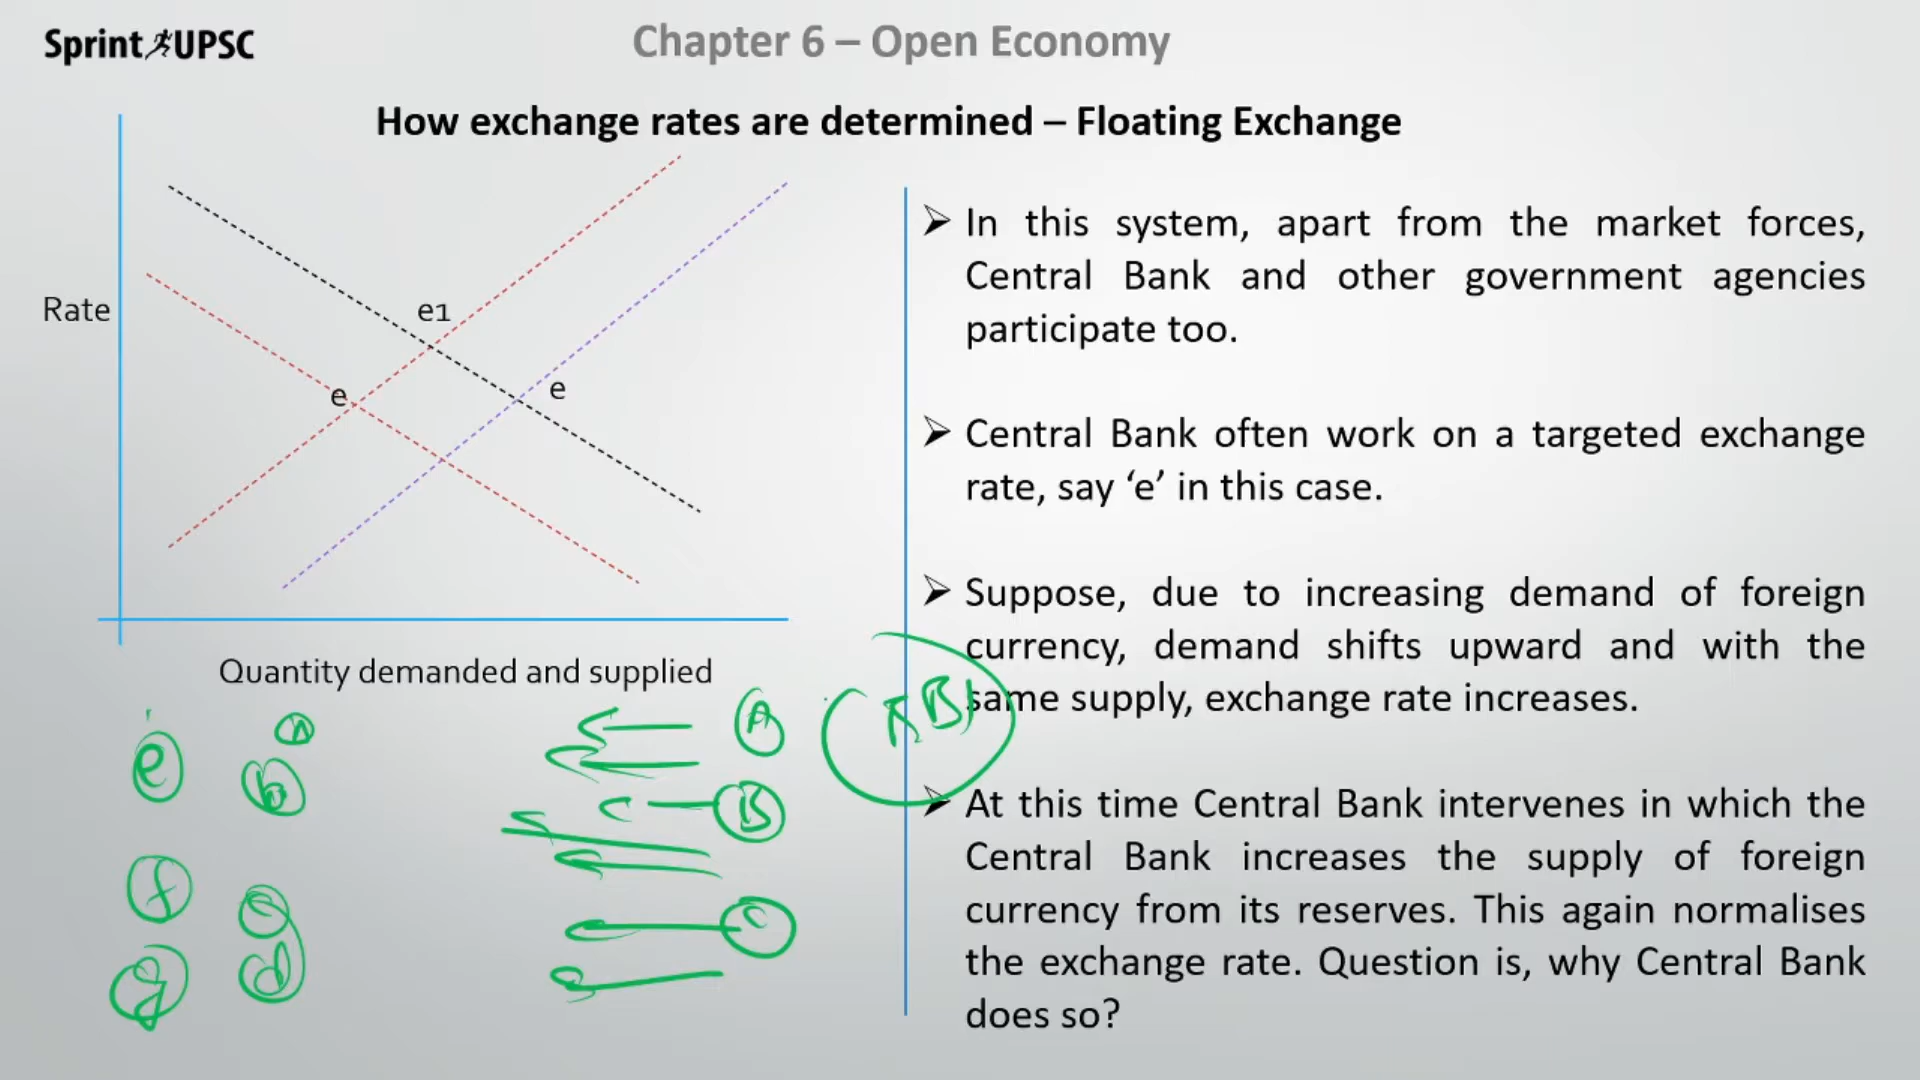 Sprint UPSC
Chapter 6 – Open Economy
How exchange rates are determined – Floating Exchange
Rate
e1
e
e
Quantity demanded and supplied
➢ In this system, apart from the market forces,
Central Bank and other government agencies
participate too.
➢ Central Bank often work on a targeted exchange
rate, say ‘e’ in this case.
➢ Suppose, due to increasing demand of foreign
currency, demand shifts upward and with the
same supply, exchange rate increases.
➢ At this time Central Bank intervenes in which the
Central Bank increases the supply of foreign
currency from its reserves. This again normalises
the exchange rate. Question is, why Central Bank
does so?
RBI
A
B
C
e
b
f
d
g